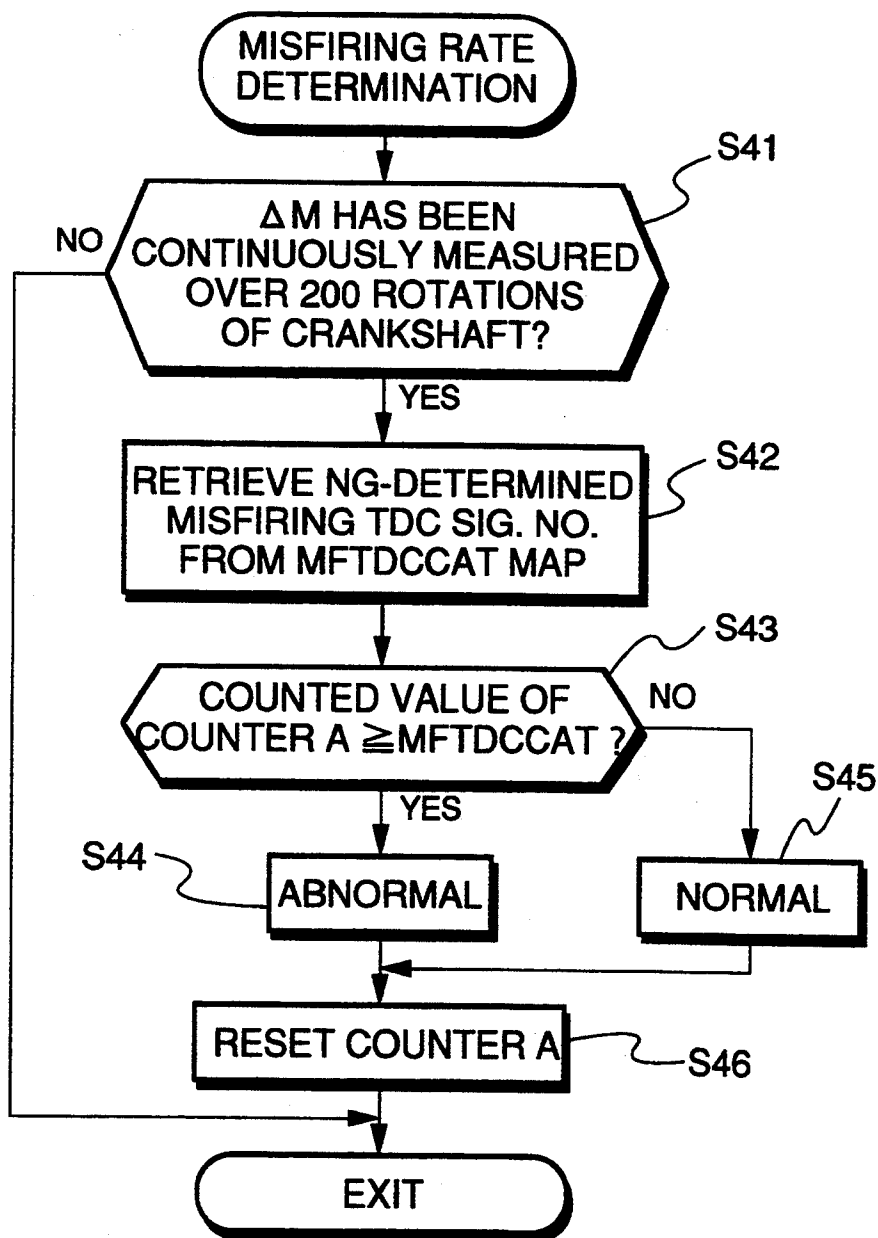 MISFIRING RATE
DETERMINATION
S41
Δ M HAS BEEN
CONTINUOUSLY MEASURED
OVER 200 ROTATIONS
OF CRANKSHAFT?
NO
YES
S42
RETRIEVE NG-DETERMINED
MISFIRING TDC SIG. NO.
FROM MFTDCCAT MAP
S43
COUNTED VALUE OF
COUNTER A ≧MFTDCCAT ?
NO
YES
S45
S44
ABNORMAL
NORMAL
RESET COUNTER A
S46
EXIT